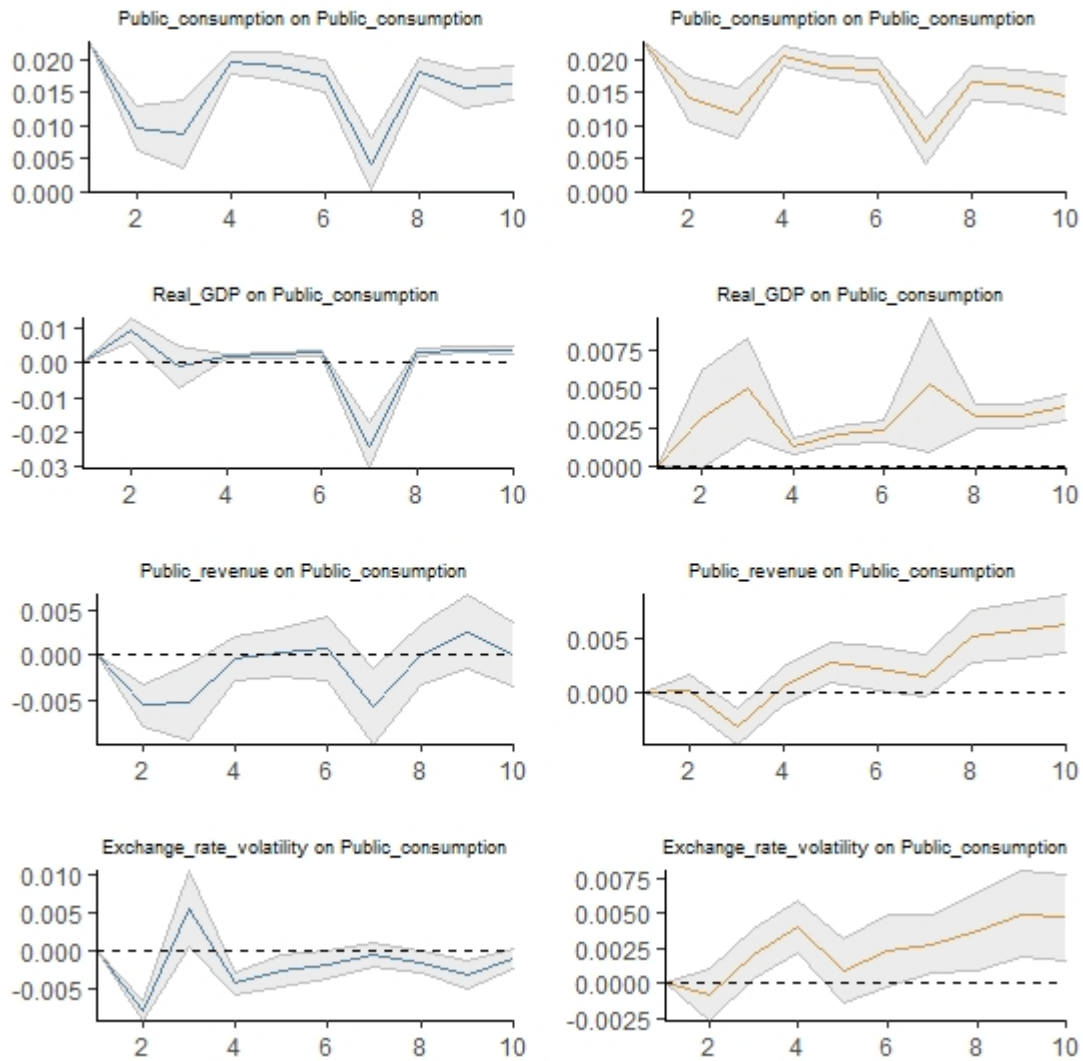 Public_consumption on Public_consumption
0.020
0.015
0.010
0.005
0.000
2 4 6 8 10
Public_consumption on Public_consumption
0.020
0.015
0.010
0.005
0.000
2 4 6 8 10
Real_GDP on Public_consumption
0.01
0.00
-0.01
-0.02
-0.03
2 4 6 8 10
Real_GDP on Public_consumption
0.0075
0.0050
0.0025
0.0000
2 4 6 8 10
Public_revenue on Public_consumption
0.005
0.000
-0.005
2 4 6 8 10
Public_revenue on Public_consumption
0.005
0.000
2 4 6 8 10
Exchange_rate_volatility on Public_consumption
0.010
0.005
0.000
-0.005
2 4 6 8 10
Exchange_rate_volatility on Public_consumption
0.0075
0.0050
0.0025
0.0000
-0.0025
2 4 6 8 10